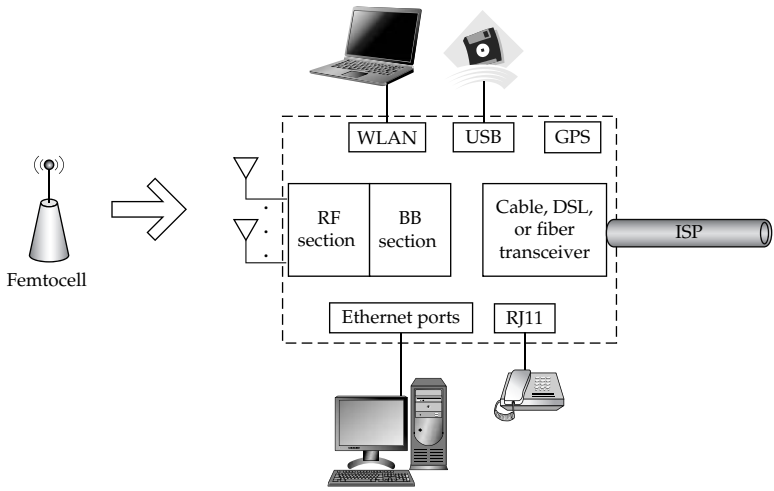 WLAN
USB
GPS
RF
section
BB
section
Cable, DSL,
or fiber
transceiver
ISP
Femtocell
Ethernet ports
RJ11